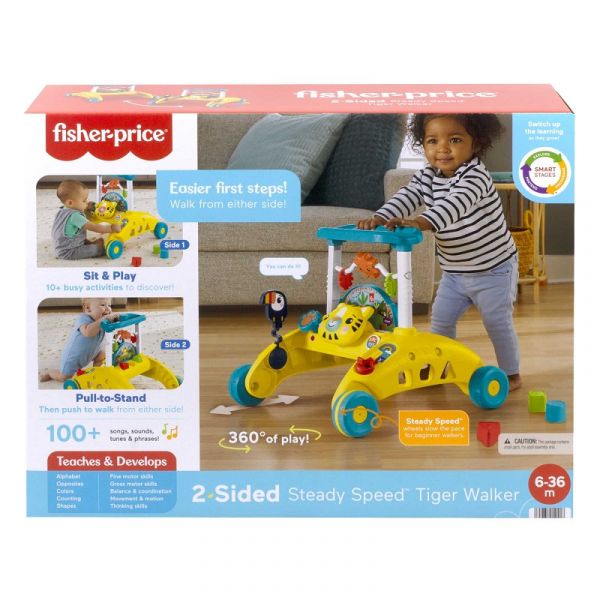 fisher-price
2-Sided Steady Speed
Tiger Walker
fisher-price®
Easier first steps!
Walk from either side!
Switch up
the learning
as they grow!
SMART
STAGES
Side 1
Sit & Play
10+ busy activities to discover!
You can do it!
Side 2
Pull-to-Stand
Then push to walk from either side!
100+ songs, sounds,
tunes & phrases!
360° of play!
Steady Speed™
wheels slow the pace
for beginner walkers.
CAUTION:
Teaches & Develops
Alphabet
Opposites
Colors
Counting
Shapes
Fine motor skills
Gross motor skills
Balance & coordination
Movement & motion
Thinking skills
2-Sided Steady Speed™ Tiger Walker
6-36
m